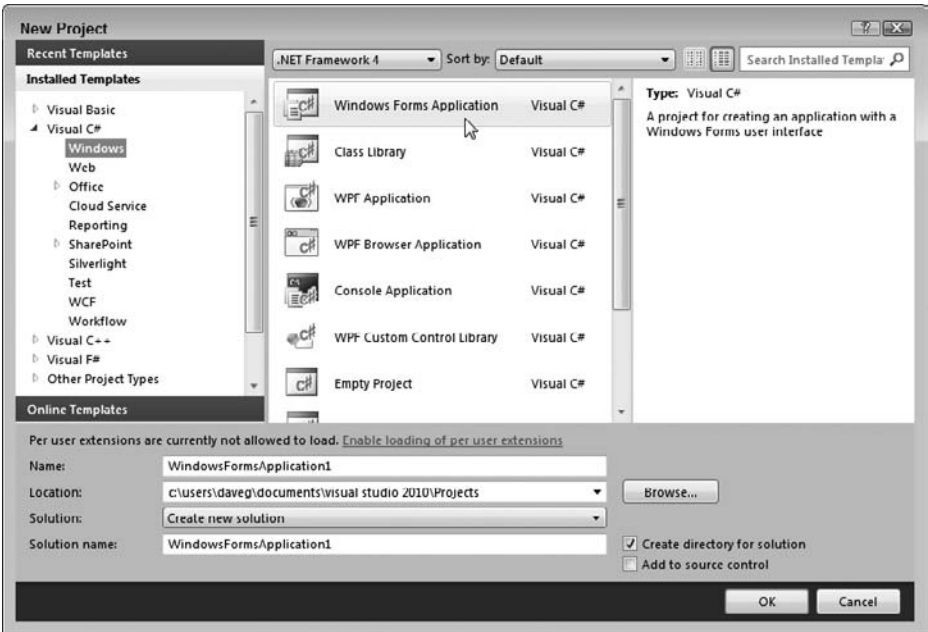 New Project
Recent Templates
Installed Templates
Visual Basic
Visual C#
Windows
Web
Office
Cloud Service
Reporting
SharePoint
Silverlight
Test
WCF
Workflow
Visual C++
Visual F#
Other Project Types
Online Templates
.NET Framework 4 Sort by: Default Search Installed Templa
Windows Forms Application Visual C#
Class Library Visual C#
WPF Application Visual C#
WPF Browser Application Visual C#
Console Application Visual C#
WPF Custom Control Library Visual C#
Empty Project Visual C#
Type: Visual C#
A project for creating an application with a
Windows Forms user interface
Per user extensions are currently not allowed to load. Enable loading of per user extensions
Name: WindowsFormsApplication1
Location: c:\users\daveg\documents\visual studio 2010\Projects Browse...
Solution: Create new solution
Solution name: WindowsFormsApplication1 Create directory for solution
Add to source control
OK Cancel